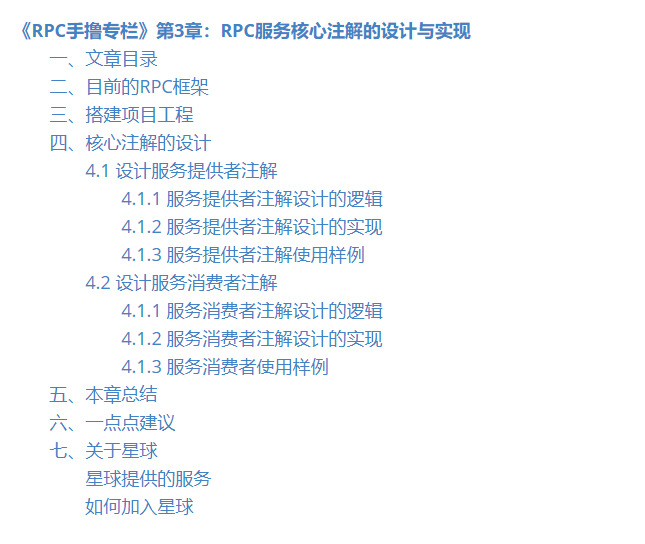 《RPC手撸专栏》第3章：RPC服务核心注解的设计与实现
一、文章目录
二、目前的RPC框架
三、搭建项目工程
四、核心注解的设计
4.1 设计服务提供者注解
4.1.1 服务提供者注解设计的逻辑
4.1.2 服务提供者注解设计的实现
4.1.3 服务提供者注解使用样例
4.2 设计服务消费者注解
4.1.1 服务消费者注解设计的逻辑
4.1.2 服务消费者注解设计的实现
4.1.3 服务消费者使用样例
五、本章总结
六、一点点建议
七、关于星球
星球提供的服务
如何加入星球